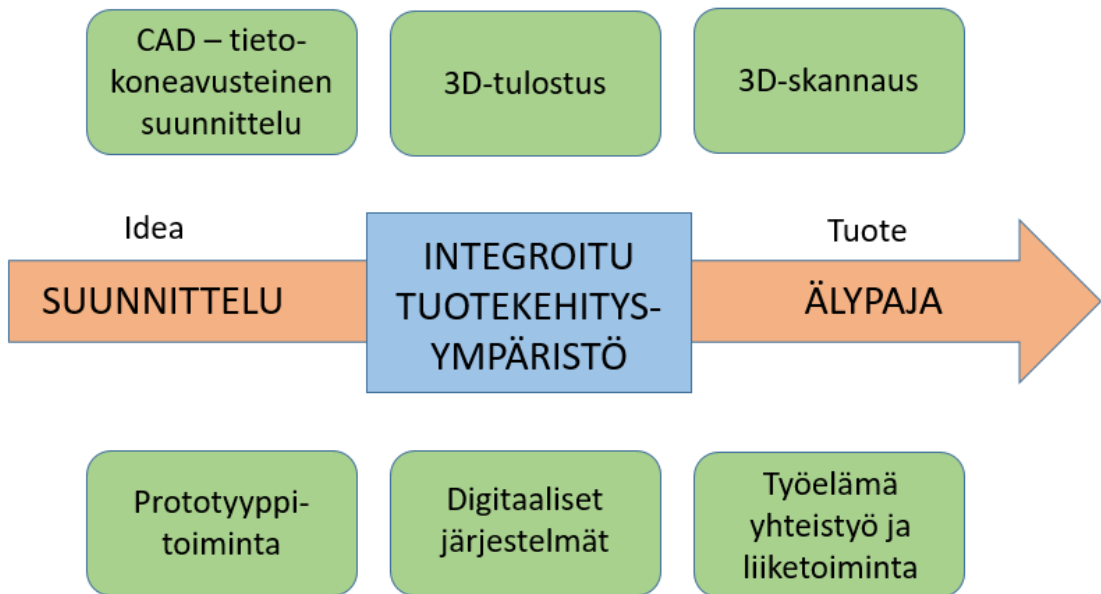 CAD – tieto-
koneavusteinen
suunnittelu
3D-tulostus
3D-skannaus
Idea
Tuote
SUUNNITTELU
INTEGROITU
TUOTEKEHITYS-
YMPÄRISTÖ
ÄLYPAJA
Prototyyppi-
toiminta
Digitaaliset
järjestelmät
Työelämä
yhteistyö ja
liiketoiminta